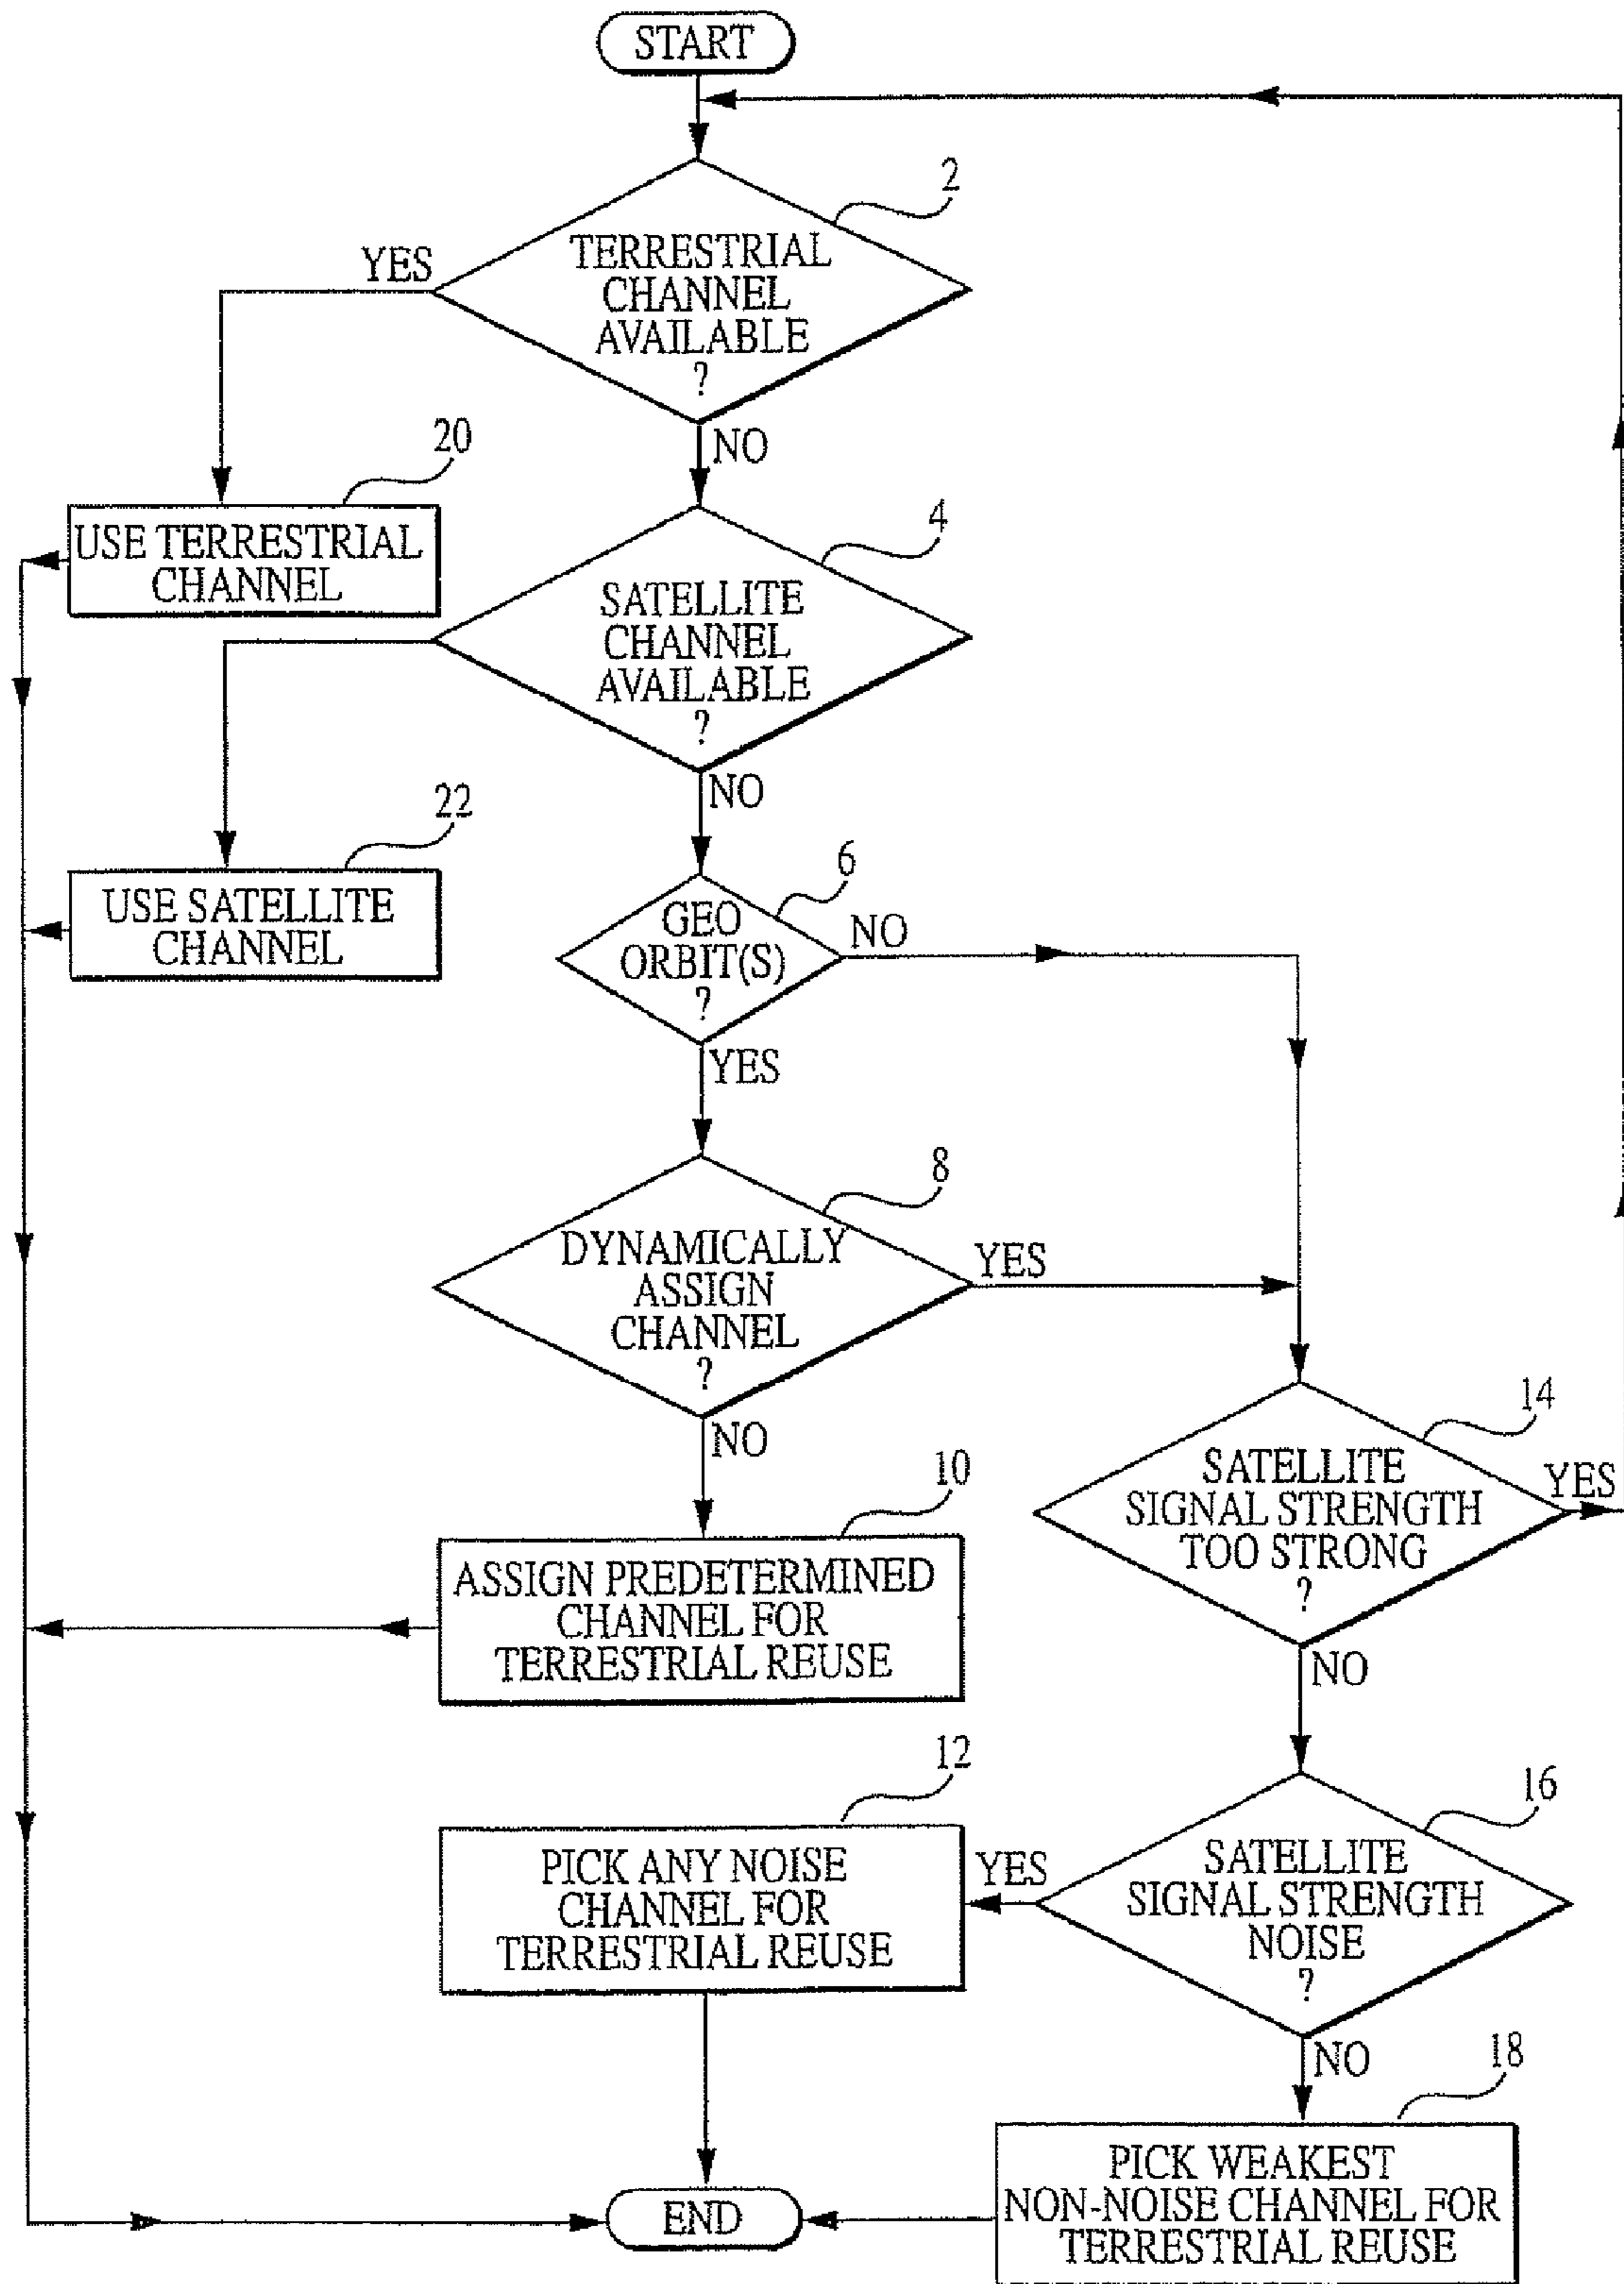 START
2
TERRESTRIAL
CHANNEL
AVAILABLE
?
YES
NO
20
USE TERRESTRIAL
CHANNEL
4
SATELLITE
CHANNEL
AVAILABLE
?
NO
22
USE SATELLITE
CHANNEL
6
GEO
ORBIT(S)
?
NO
YES
8
DYNAMICALLY
ASSIGN
CHANNEL
?
YES
NO
10
ASSIGN PREDETERMINED
CHANNEL FOR
TERRESTRIAL REUSE
14
SATELLITE
SIGNAL STRENGTH
TOO STRONG
?
YES
NO
12
PICK ANY NOISE
CHANNEL FOR
TERRESTRIAL REUSE
16
SATELLITE
SIGNAL STRENGTH
NOISE
?
YES
NO
18
PICK WEAKEST
NON-NOISE CHANNEL FOR
TERRESTRIAL REUSE
END